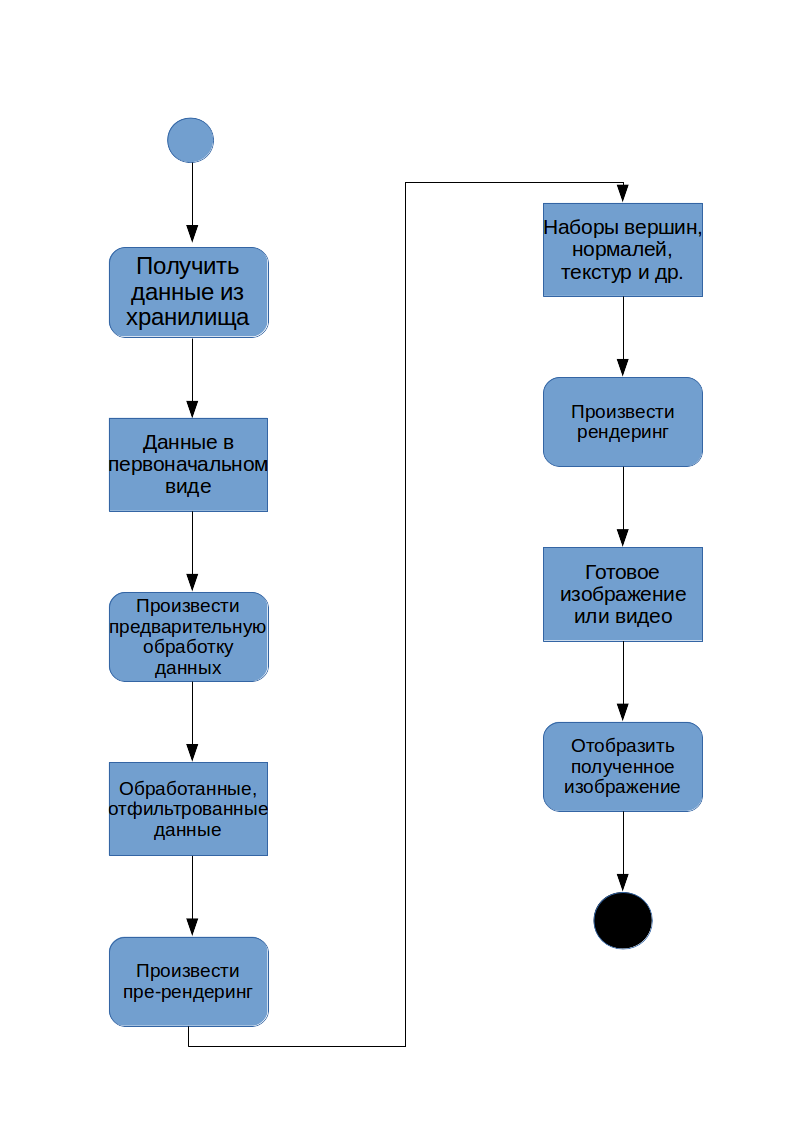 Получить
данные из
хранилища
Данные в
первоначальном
виде
Произвести
предварительную
обработку
данных
Обработанные,
отфильтрованные
данные
Произвести
пре-рендеринг
Наборы вершин,
нормалей,
текстур и др.
Произвести
рендеринг
Готовое
изображение
или видео
Отобразить
полученное
изображение